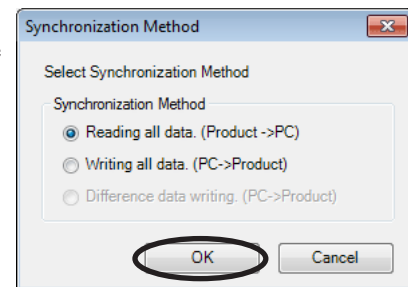 Synchronization Method
Select Synchronization Method
Synchronization Method
Reading all data. (Product ->PC)
Writing all data. (PC->Product)
Difference data writing. (PC->Product)
OK Cancel